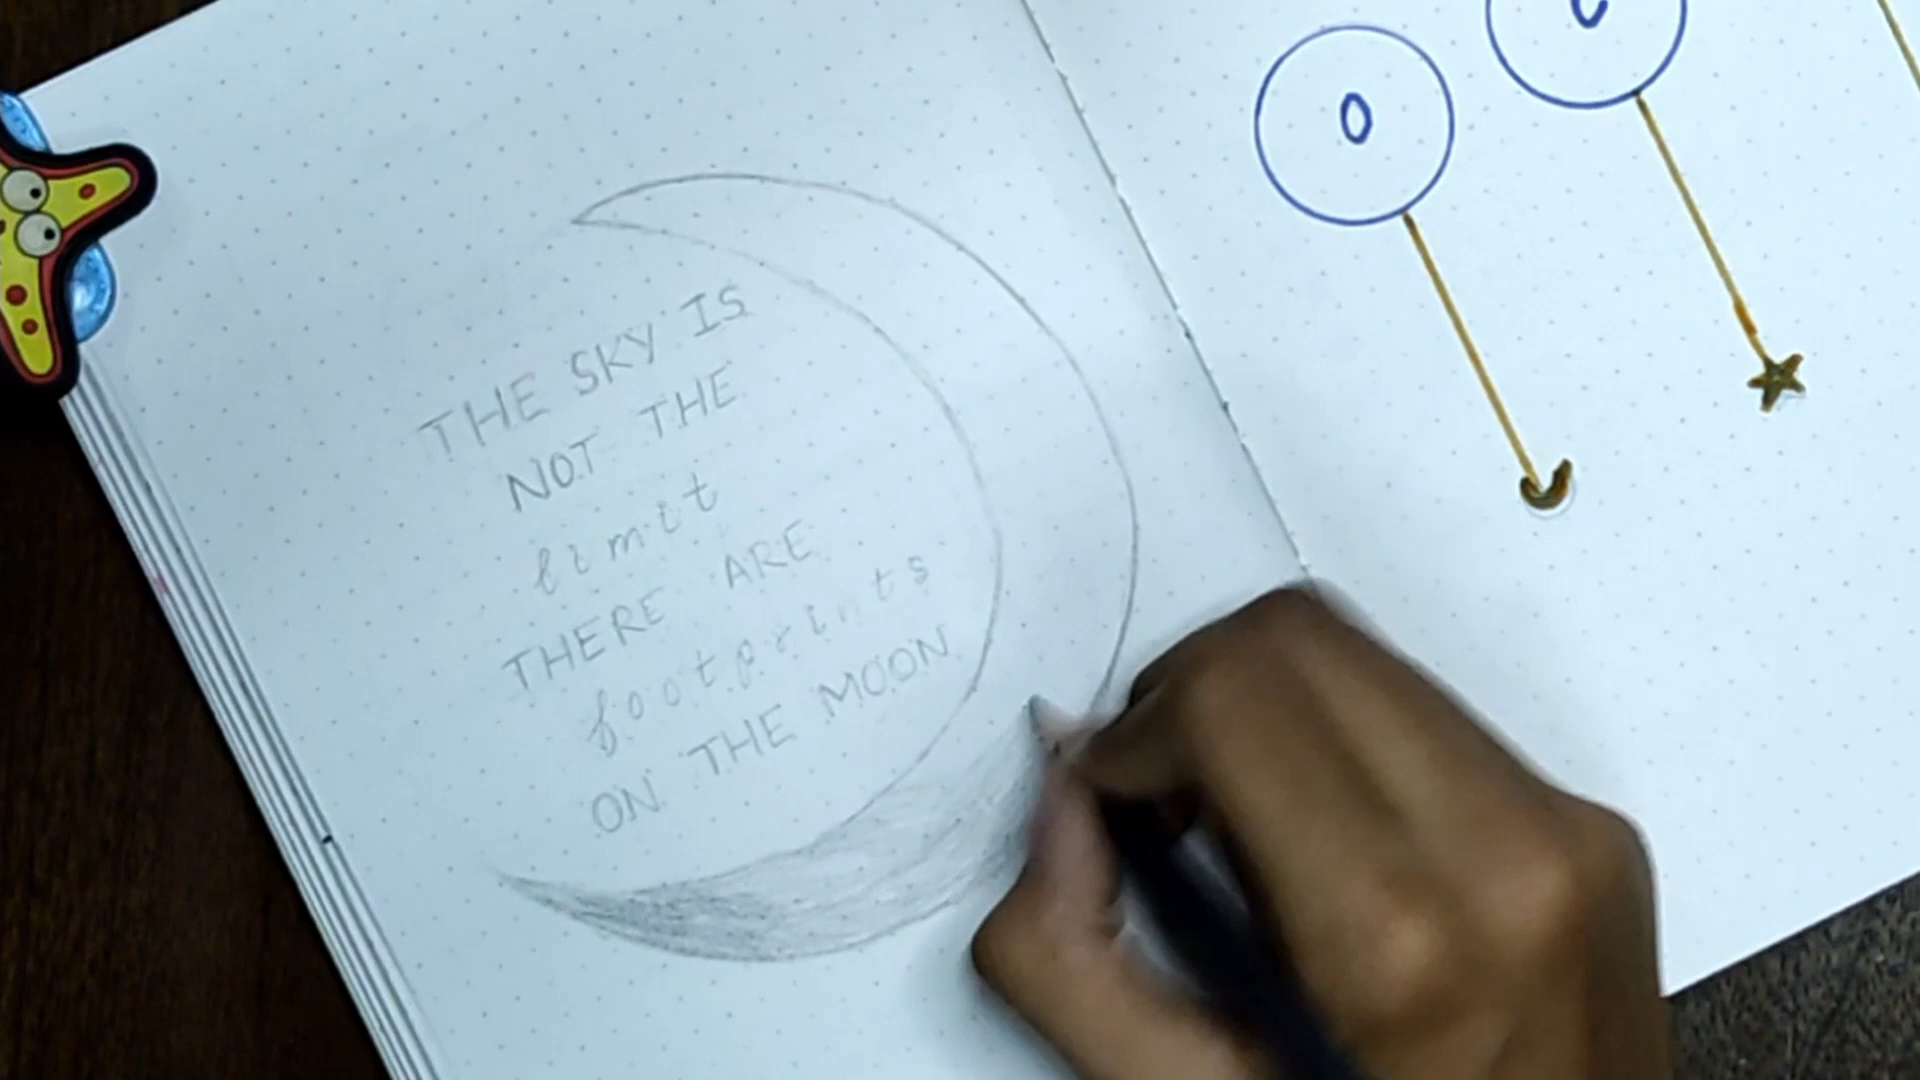 THE SKY IS
NOT THE
limit
THERE ARE
footprints
ON THE MOON
O